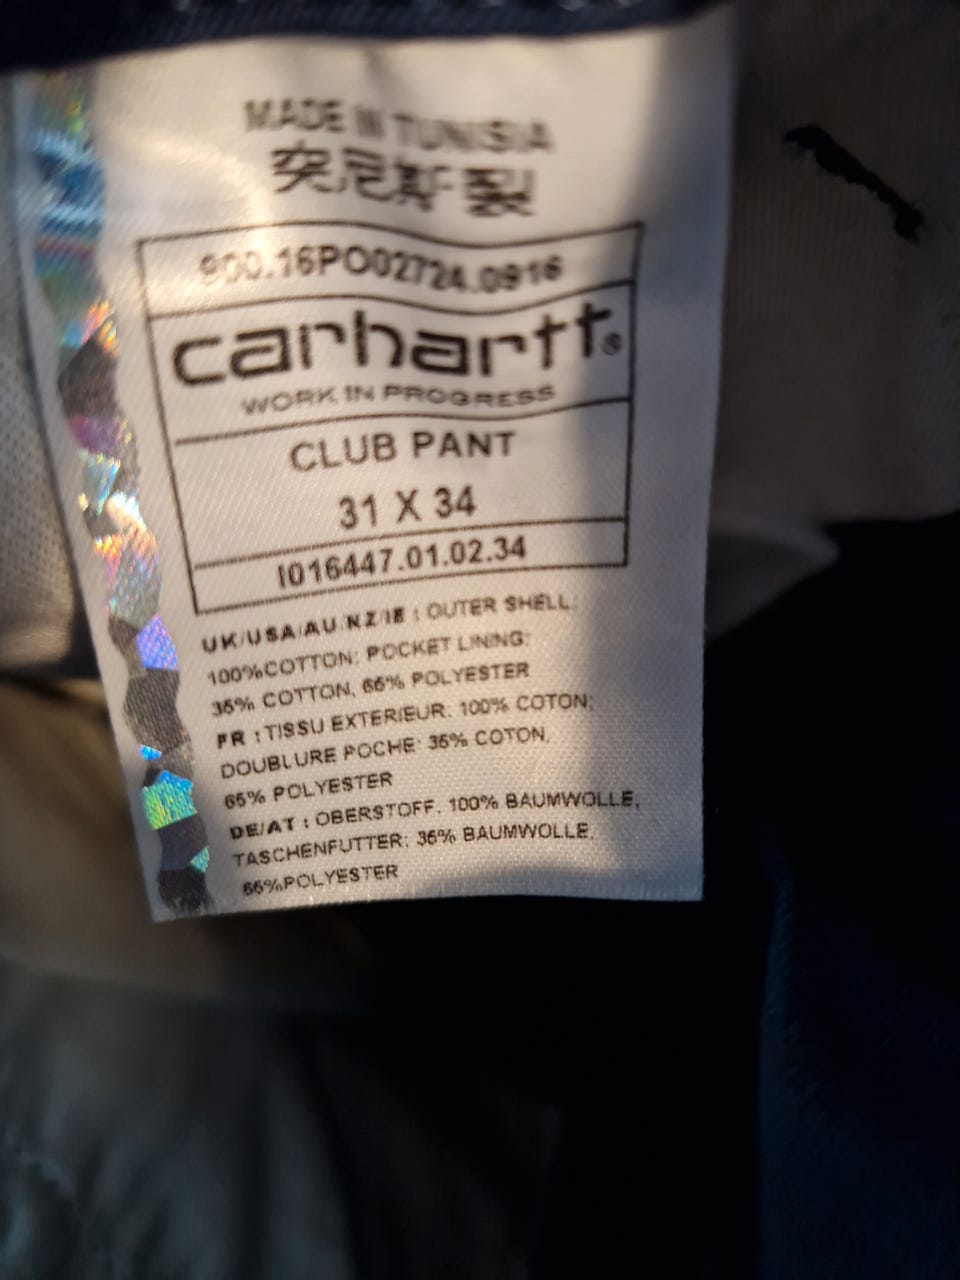 MADE IN TUNISIA
突尼斯 製
900.16PO02724.0916
carhartt®
WORK IN PROGRESS
CLUB PANT
31 X 34
I016447.01.02.34
UK/USA/AU/NZ/IE : OUTER SHELL:
100%COTTON; POCKET LINING:
35% COTTON, 65% POLYESTER
FR : TISSU EXTERIEUR: 100% COTON;
DOUBLURE POCHE: 35% COTON,
65% POLYESTER
DE/AT : OBERSTOFF: 100% BAUMWOLLE,
TASCHENFUTTER: 35% BAUMWOLLE,
65%POLYESTER